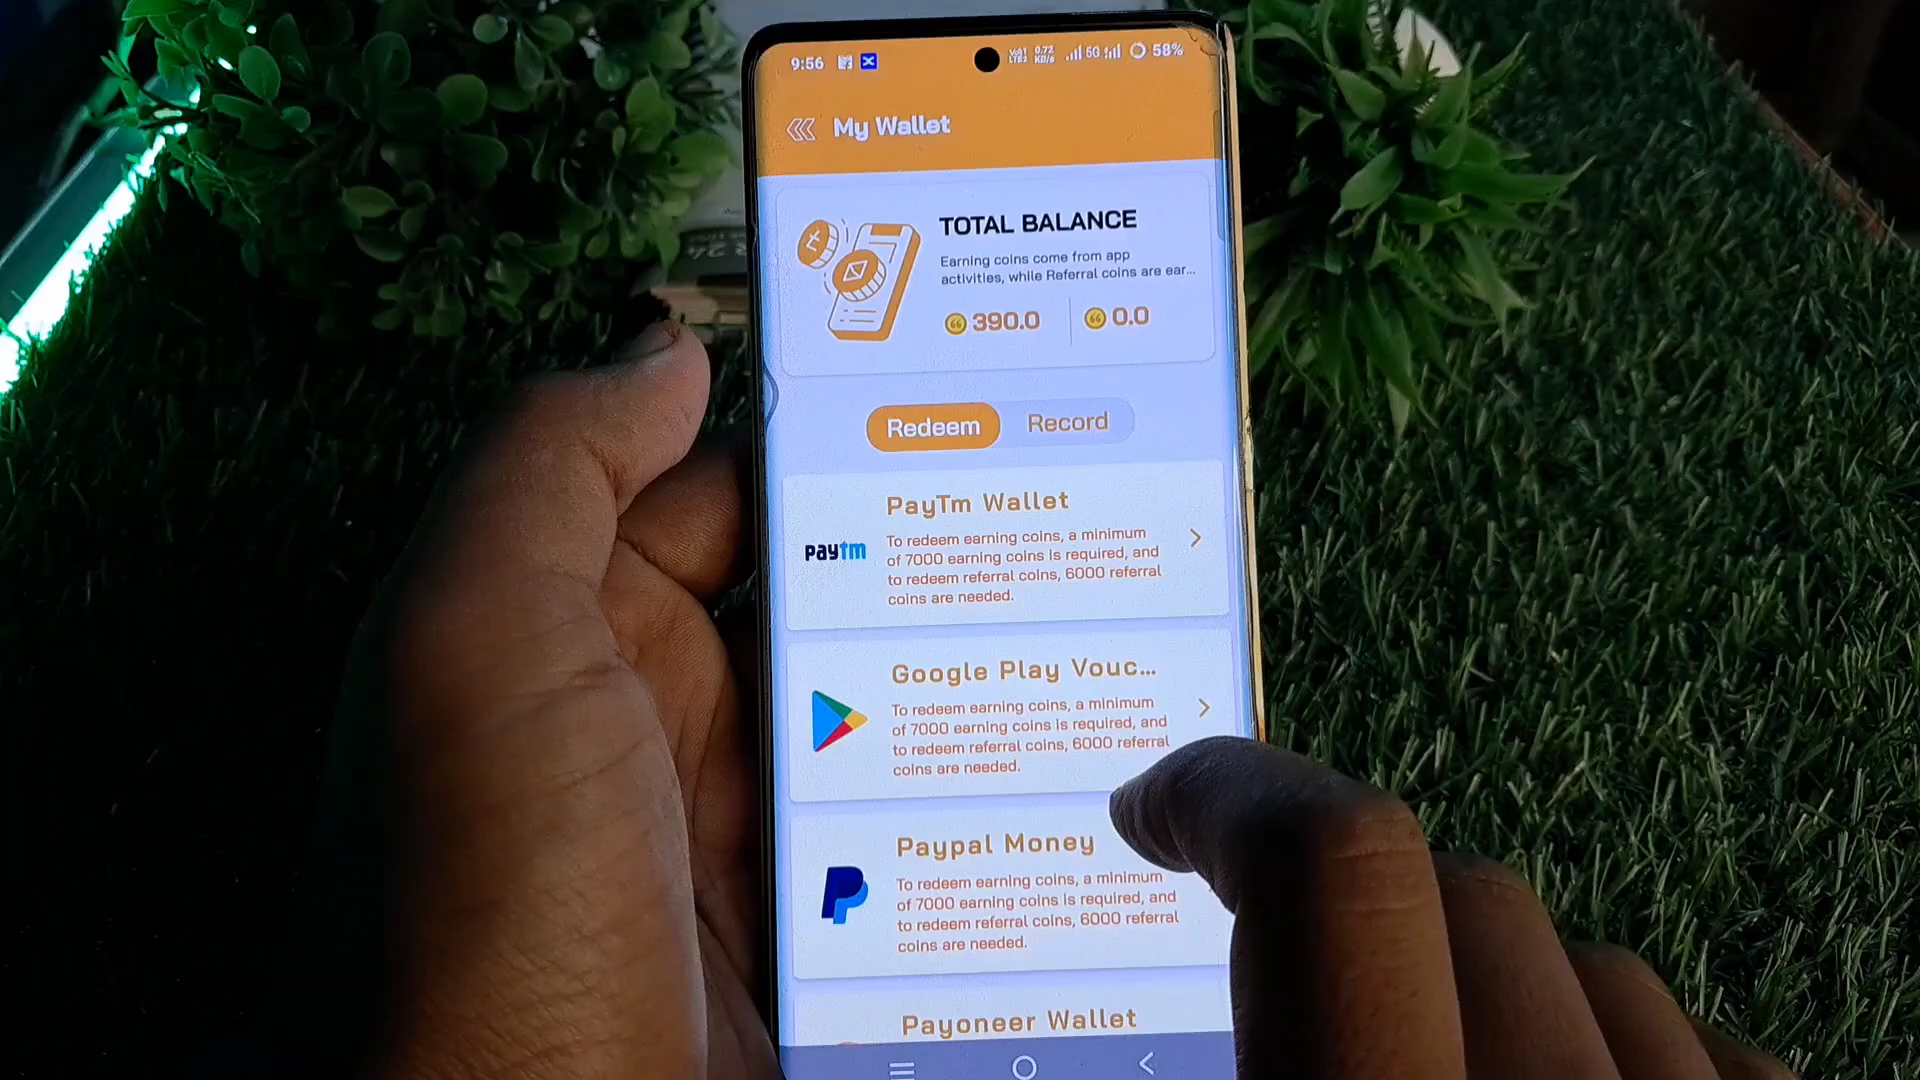 9:56
5G
58%
My Wallet
TOTAL BALANCE
Earning coins come from app
activities, while Referral coins are ear...
390.0
0.0
Redeem
Record
PayTm Wallet
paytm
To redeem earning coins, a minimum
of 7000 earning coins is required, and
to redeem referral coins, 6000 referral
coins are needed.
Google Play Vouc...
To redeem earning coins, a minimum
of 7000 earning coins is required, and
to redeem referral coins, 6000 referral
coins are needed.
Paypal Money
To redeem earning coins, a minimum
of 7000 earning coins is required, and
to redeem referral coins, 6000 referral
coins are needed.
Payoneer Wallet